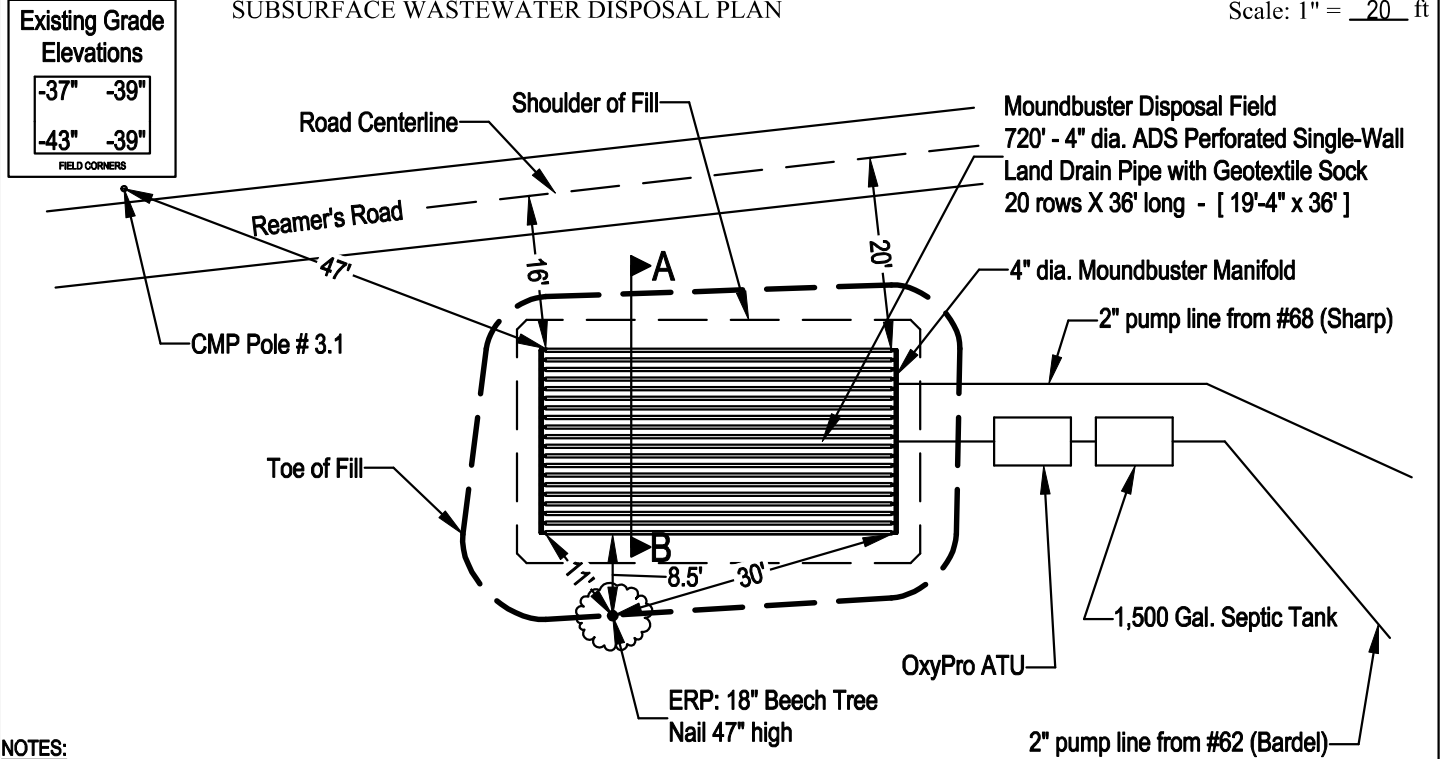 SUBSURFACE WASTEWATER DISPOSAL PLAN
Scale: 1" = 20 ft
Existing Grade
Elevations
-37" -39"
-43" -39"
FIELD CORNERS
Road Centerline
Shoulder of Fill
Moundbuster Disposal Field
720' - 4" dia. ADS Perforated Single-Wall
Land Drain Pipe with Geotextile Sock
20 rows X 36' long - [ 19'-4" x 36' ]
Reamer's Road
47'
16'
A
20'
4" dia. Moundbuster Manifold
2" pump line from #68 (Sharp)
CMP Pole # 3.1
Toe of Fill
B
11'
8.5'
30'
1,500 Gal. Septic Tank
OxyPro ATU
ERP: 18" Beech Tree
Nail 47" high
2" pump line from #62 (Bardel)
NOTES: